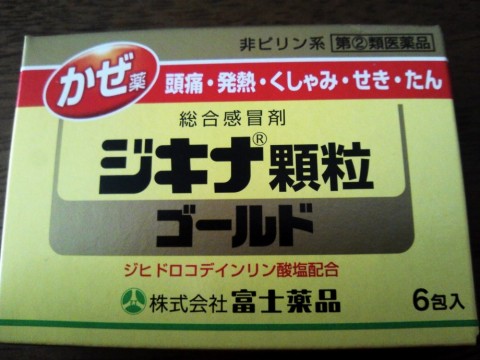 非ピリン系 指定第②類医薬品
かぜ薬 頭痛・発熱・くしゃみ・せき・たん
総合感冒剤
ジキナ®顆粒
ゴールド
ジヒドロコデインリン酸塩配合
株式会社 富士薬品 6包入